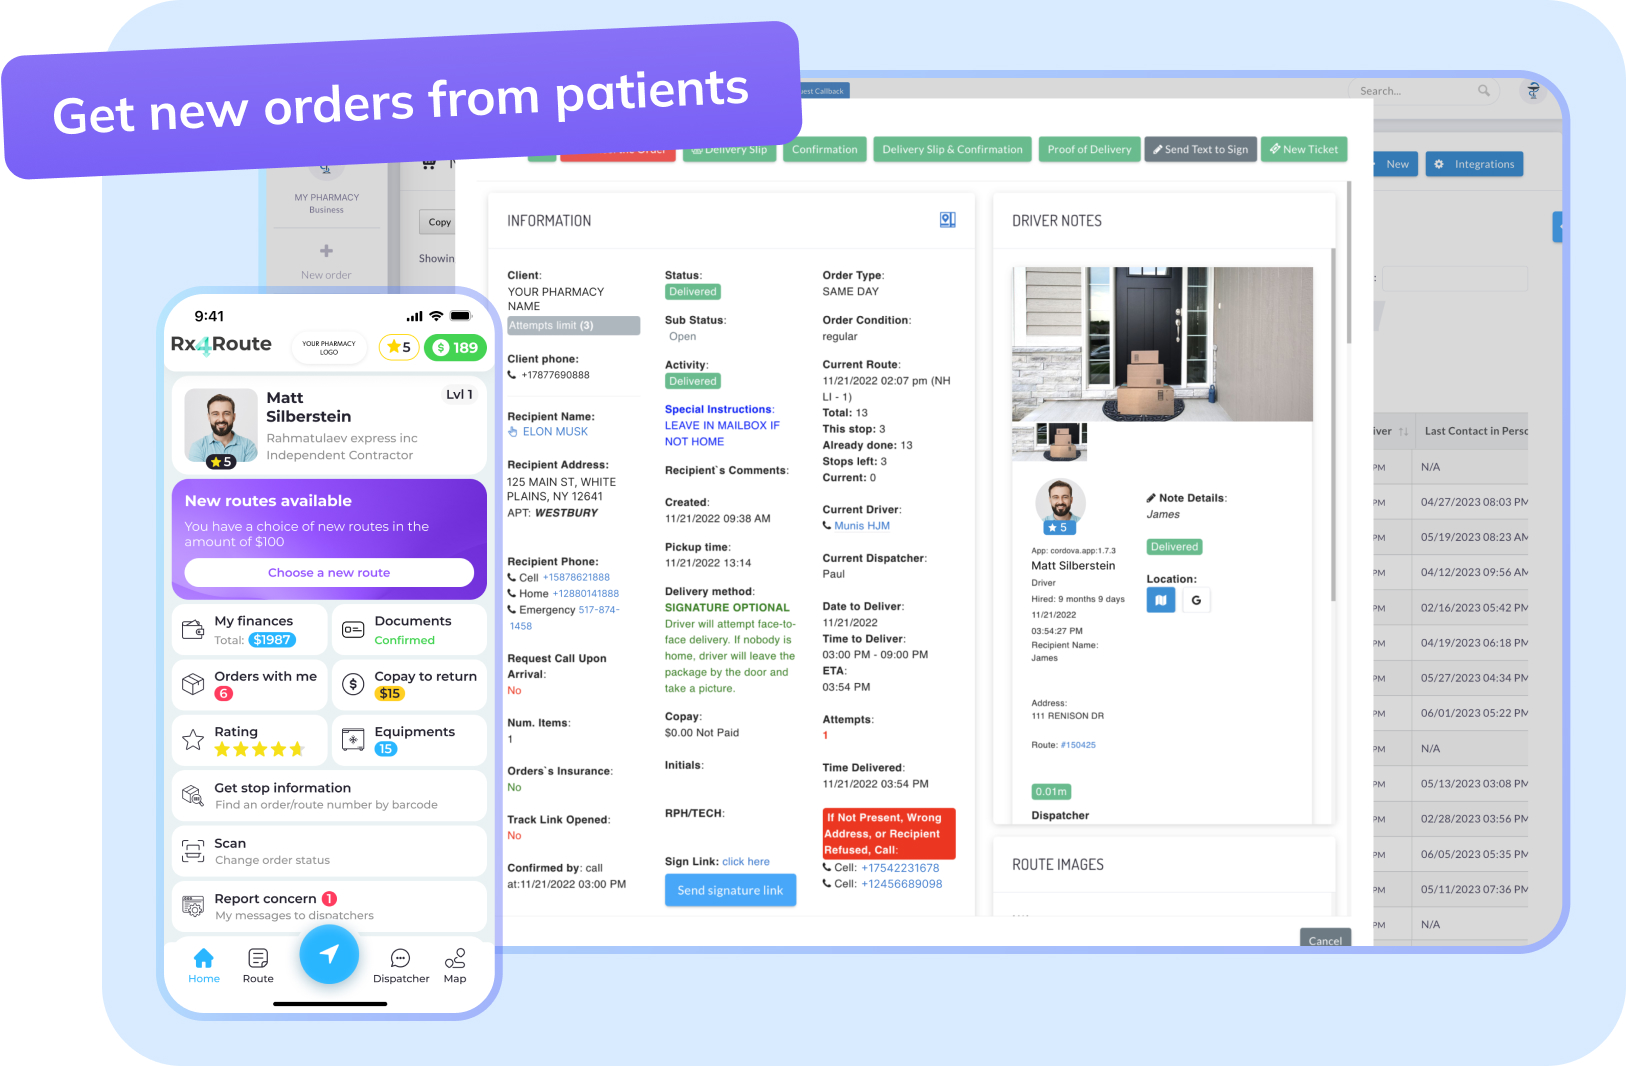 Get new orders from patients
Callback
Search...
Delivery Slip
Confirmation
Delivery Slip & Confirmation
Proof of Delivery
Send Text to Sign
New Ticket
New
Integrations
MY PHARMACY
Business
New order
Copy
INFORMATION
Client:
YOUR PHARMACY
NAME
Attempts limit (3)
Client phone:
+17877690888
Recipient Name:
ELON MUSK
Recipient Address:
125 MAIN ST, WHITE
PLAINS, NY 12641
APT: WESTBURY
Recipient Phone:
Cell +15878621888
Home +12880141888
Emergency 517-874-
1458
Request Call Upon
Arrival:
No
Num. Items:
1
Orders`s Insurance:
No
Track Link Opened:
No
Confirmed by: call
at:11/21/2022 03:00 PM
Status:
Delivered
Sub Status:
Open
Activity:
Delivered
Special Instructions:
LEAVE IN MAILBOX IF
NOT HOME
Recipient`s Comments:
Created:
11/21/2022 09:38 AM
Pickup time:
11/21/2022 13:14
Delivery method:
SIGNATURE OPTIONAL
Driver will attempt face-to-
face delivery. If nobody is
home, driver will leave the
package by the door and
take a picture.
Copay:
$0.00 Not Paid
Initials:
RPH/TECH:
Sign Link: click here
Send signature link
Order Type:
SAME DAY
Order Condition:
regular
Current Route:
11/21/2022 02:07 pm (NH
LI - 1)
Total: 13
This stop: 3
Already done: 13
Stops left: 3
Current: 0
Current Driver:
Munis HJM
Current Dispatcher:
Paul
Date to Deliver:
11/21/2022
Time to Deliver:
03:00 PM - 09:00 PM
ETA:
03:54 PM
Attempts:
1
Time Delivered:
11/21/2022 03:54 PM
If Not Present, Wrong
Address, or Recipient
Refused, Call:
Cell: +17542231678
Cell: +12456689098
DRIVER NOTES
5
App: cordova.app:1.7.3
Matt Silberstein
Driver
Hired: 9 months 9 days
11/21/2022
03:54:27 PM
Recipient Name:
James
Address:
111 RENISON DR
Route: #150425
0.01m
Dispatcher
Note Details:
James
Delivered
Location:
G
ROUTE IMAGES
Cancel
Last Contact in
PM N/A
PM 04/27/2023 08:03 PM
PM 05/19/2023 08:23 AM
PM 04/12/2023 09:56 AM
PM 02/16/2023 05:42 PM
PM 04/19/2023 06:18 PM
PM 05/27/2023 04:34 PM
PM 06/01/2023 05:22 PM
PM N/A
PM 05/13/2023 03:08 PM
PM 02/28/2023 03:56 PM
PM 06/05/2023 05:35 PM
PM 05/11/2023 07:36 PM
PM N/A
9:41
Rx4Route
YOUR PHARMACY
LOGO
5
$ 189
Matt
Silberstein
Lvl 1
Rahmatulaev express inc
Independent Contractor
5
New routes available
You have a choice of new routes in the
amount of $100
Choose a new route
My finances
Total: $1987
Documents
Confirmed
Orders with me
6
Copay to return
$15
Rating
Equipments
15
Get stop information
Find an order/route number by barcode
Scan
Change order status
Report concern 1
My messages to dispatchers
Home
Route
Dispatcher
Map